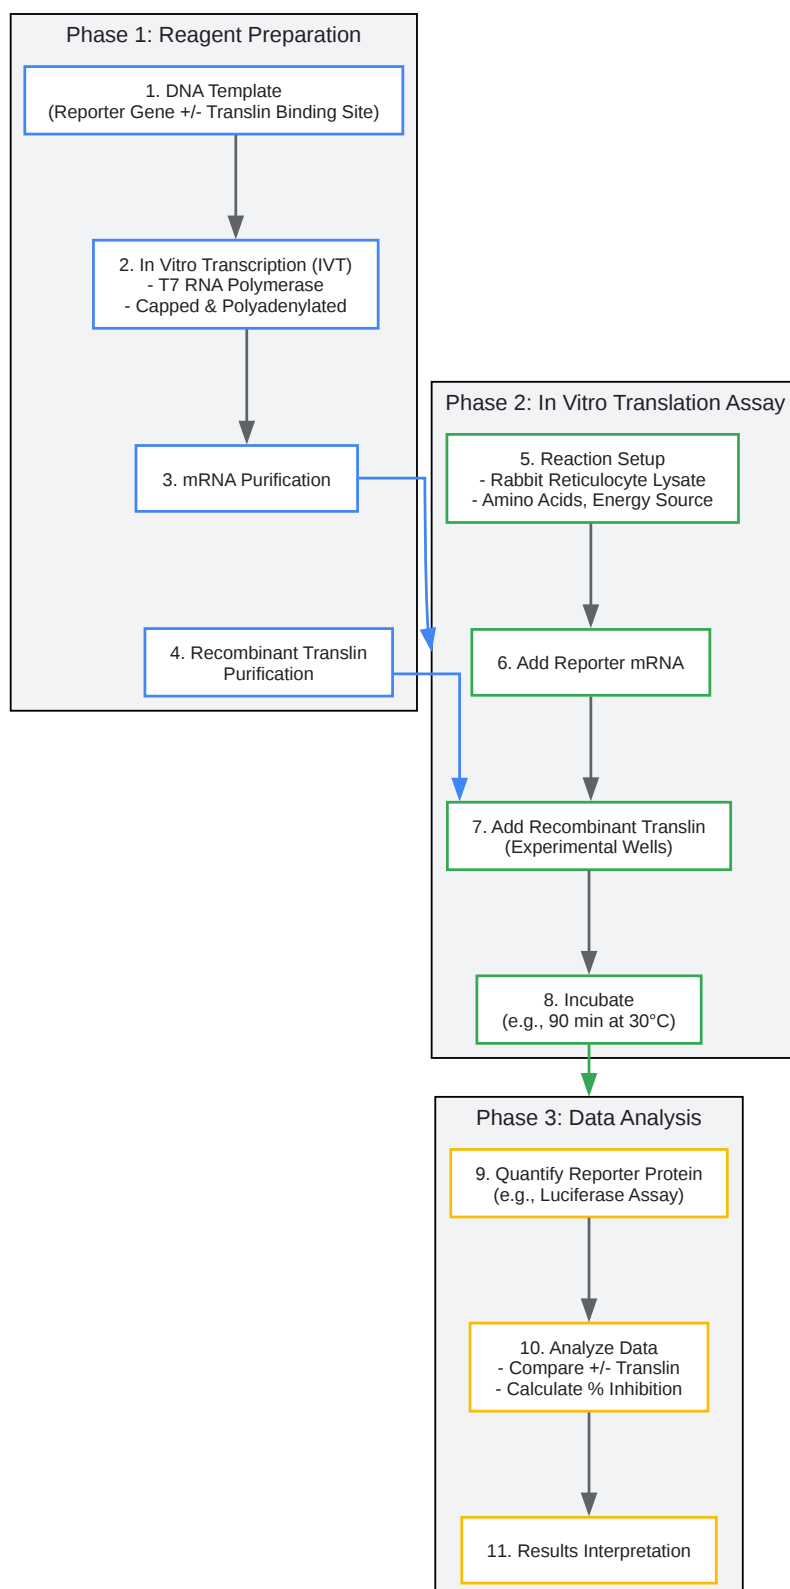 Phase 1: Reagent Preparation
1. DNA Template
(Reporter Gene +/- Translin Binding Site)
2. In Vitro Transcription (IVT)
- T7 RNA Polymerase
- Capped & Polyadenylated
3. mRNA Purification
4. Recombinant Translin
Purification
Phase 2: In Vitro Translation Assay
5. Reaction Setup
- Rabbit Reticulocyte Lysate
- Amino Acids, Energy Source
6. Add Reporter mRNA
7. Add Recombinant Translin
(Experimental Wells)
8. Incubate
(e.g., 90 min at 30°C)
Phase 3: Data Analysis
9. Quantify Reporter Protein
(e.g., Luciferase Assay)
10. Analyze Data
- Compare +/- Translin
- Calculate % Inhibition
11. Results Interpretation